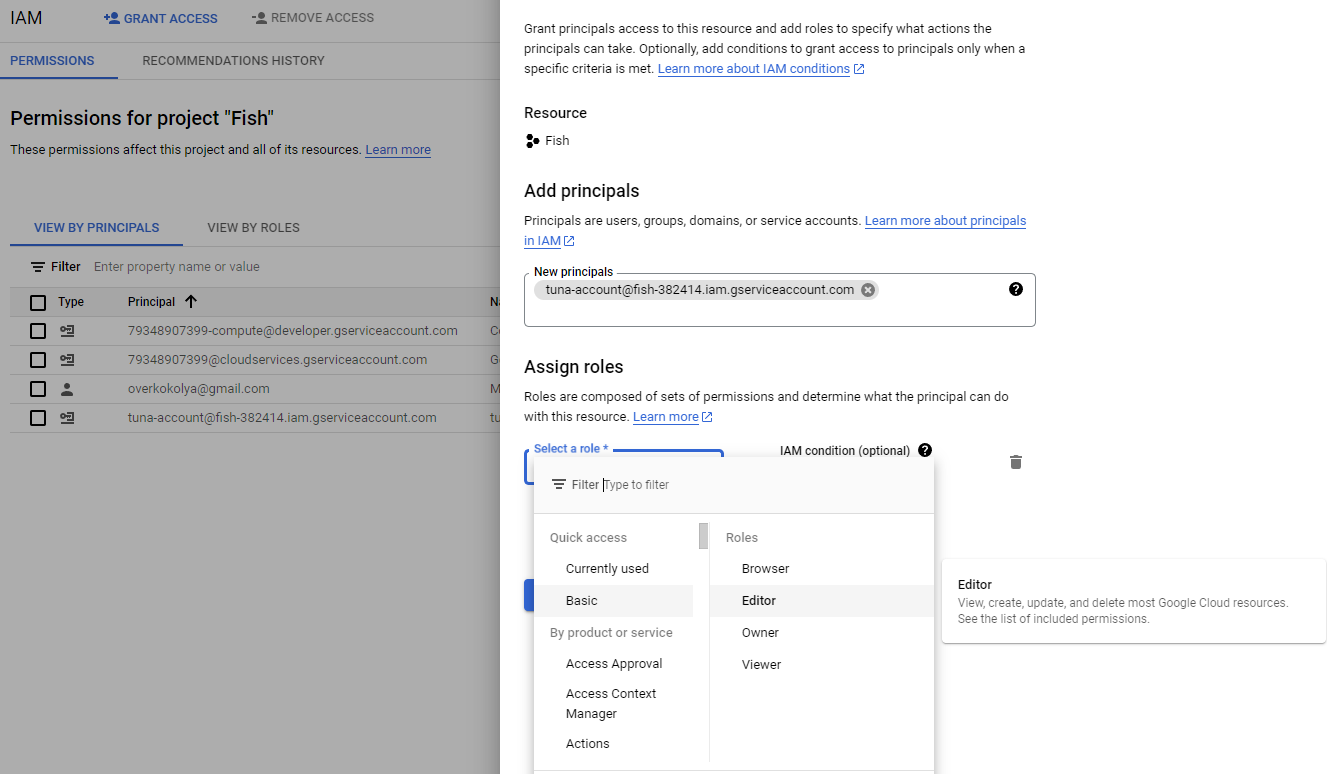 IAM
GRANT ACCESS
REMOVE ACCESS
PERMISSIONS
RECOMMENDATIONS HISTORY
Permissions for project "Fish"
These permissions affect this project and all of its resources. Learn more
VIEW BY PRINCIPALS
VIEW BY ROLES
Filter Enter property name or value
Type Principal
79348907399-compute@developer.gserviceaccount.com
79348907399@cloudservices.gserviceaccount.com
overkokolya@gmail.com
tuna-account@fish-382414.iam.gserviceaccount.com
Grant principals access to this resource and add roles to specify what actions the
principals can take. Optionally, add conditions to grant access to principals only when a
specific criteria is met. Learn more about IAM conditions
Resource
Fish
Add principals
Principals are users, groups, domains, or service accounts. Learn more about principals
in IAM
New principals
tuna-account@fish-382414.iam.gserviceaccount.com
Assign roles
Roles are composed of sets of permissions and determine what the principal can do
with this resource. Learn more
Select a role *
IAM condition (optional)
Filter Type to filter
Quick access
Currently used
Basic
By product or service
Access Approval
Access Context
Manager
Actions
Roles
Browser
Editor
Owner
Viewer
Editor
View, create, update, and delete most Google Cloud resources.
See the list of included permissions.